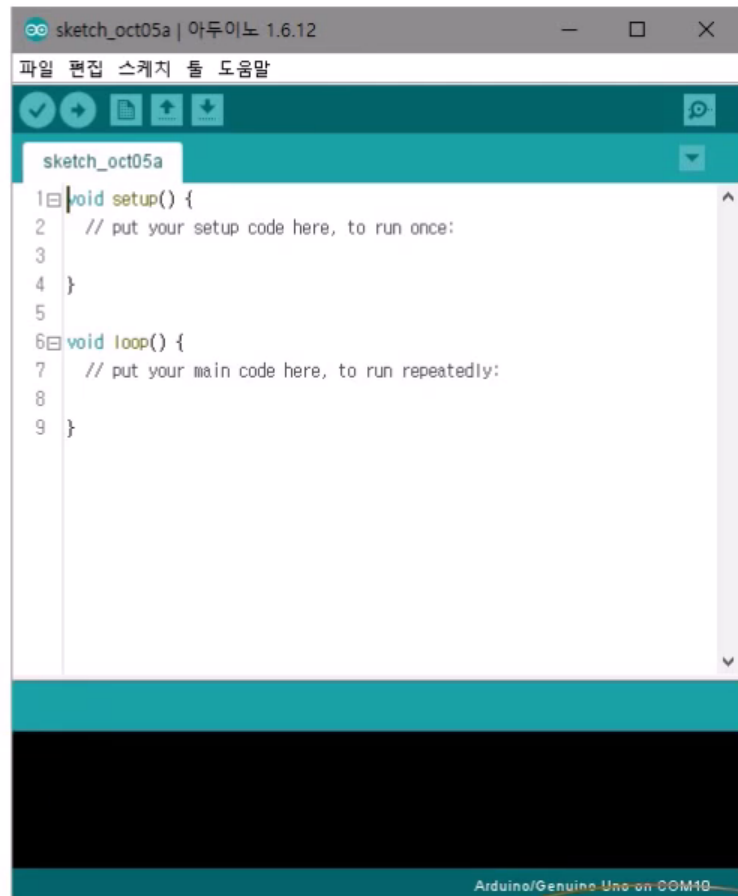 sketch_oct05a | 아두이노 1.6.12
파일 편집 스케치 툴 도움말
sketch_oct05a
1 void setup() {
2 // put your setup code here, to run once:
3
4 }
5
6 void loop() {
7 // put your main code here, to run repeatedly:
8
9 }
Arduino/Genuino Uno on